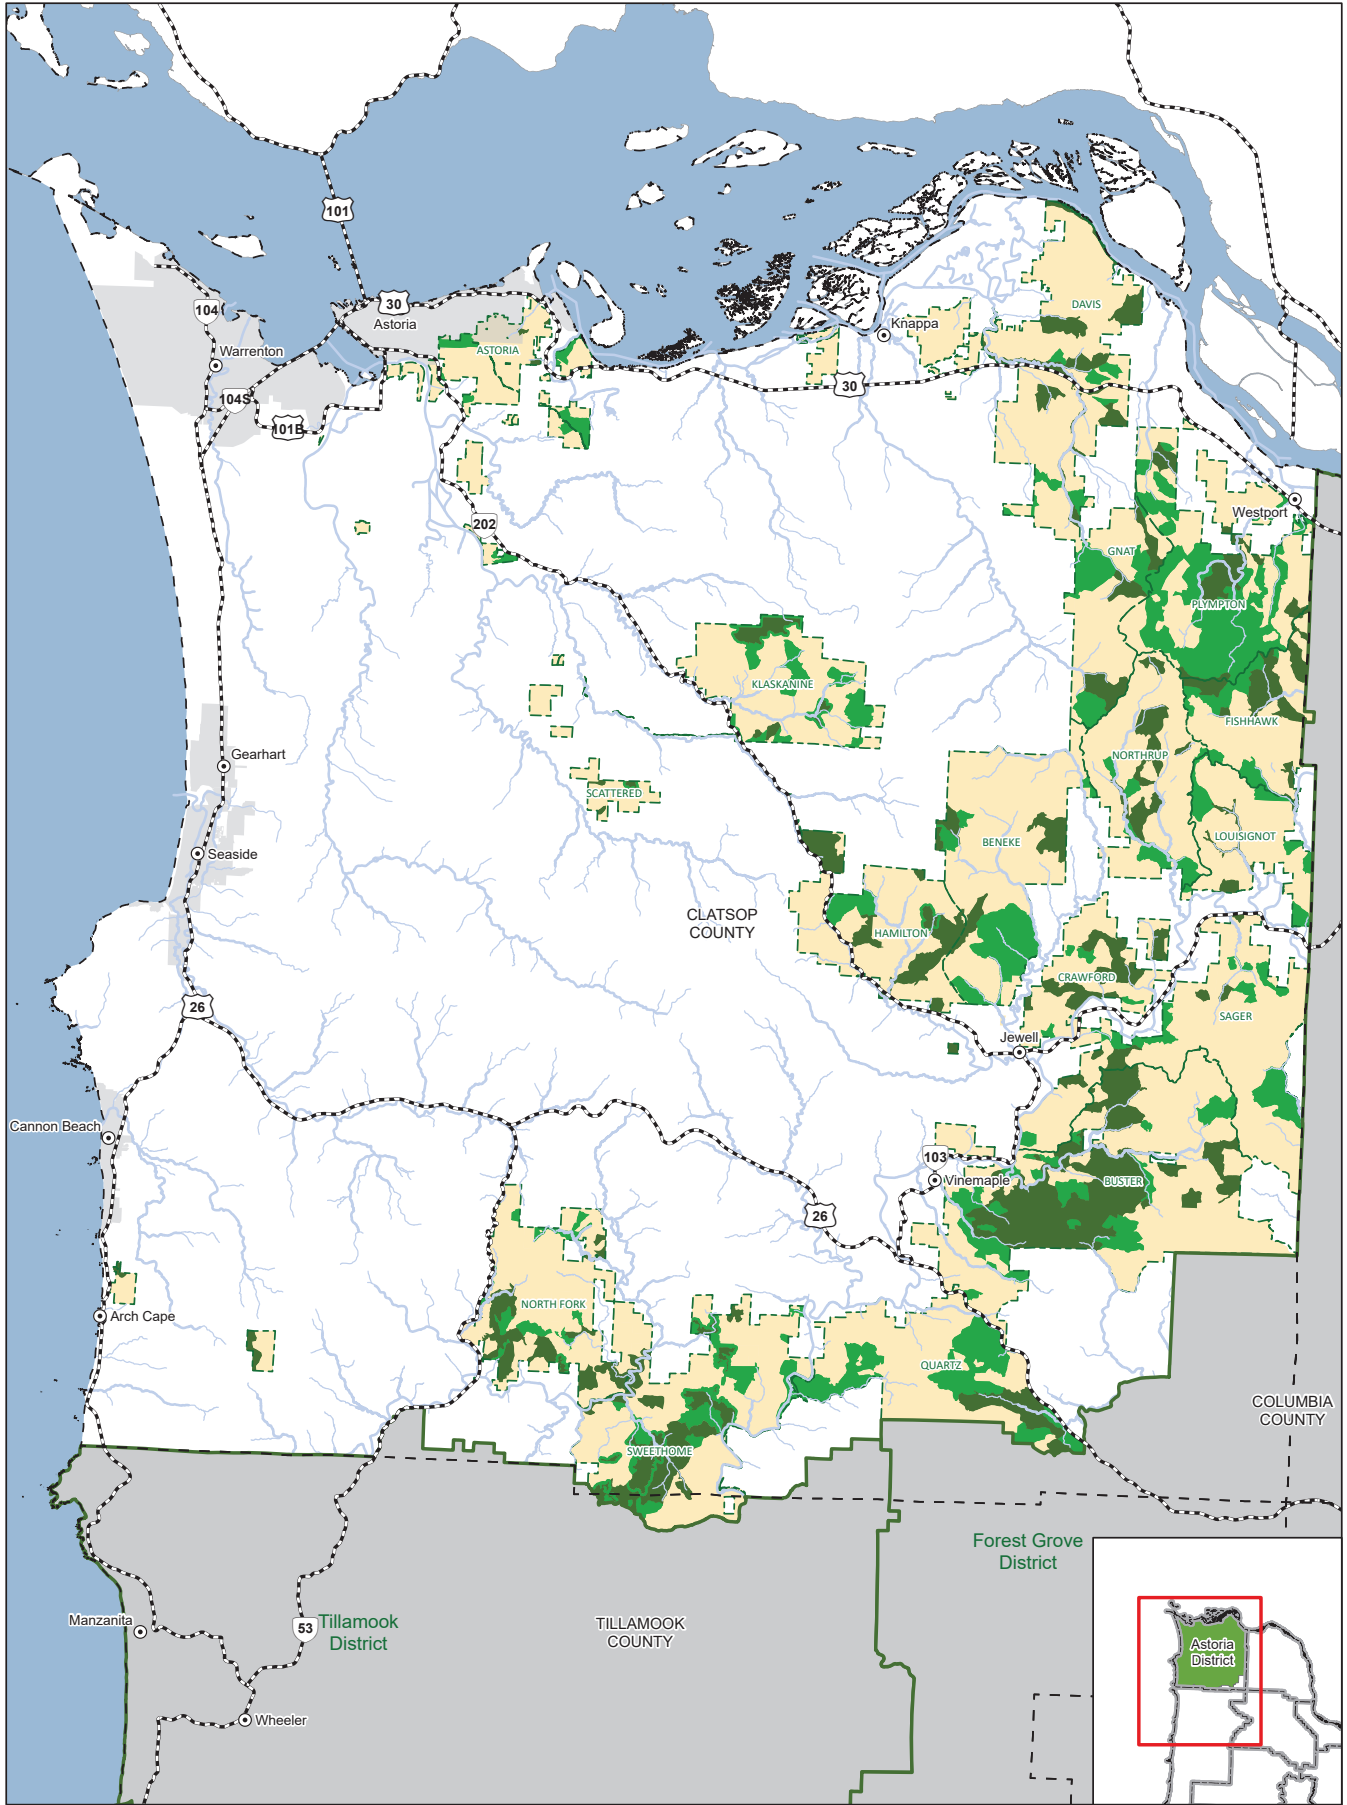 101
104
30
Astoria
Warrenton
ASTORIA
104S
101B
Knappa
30
DAVIS
Westport
202
GNAT
PLYMPTON
KLASKANINE
FISHHAWK
NORTHRUP
Gearhart
SCATTERED
Seaside
BENEKE
LOUISIGNOT
CLATSOP
COUNTY
HAMILTON
CRAWFORD
26
SAGER
Jewell
Cannon Beach
103
Vinemaple
BUSTER
26
Arch Cape
NORTH FORK
QUARTZ
COLUMBIA
COUNTY
SWEETHOME
Forest Grove
District
Manzanita
53
Tillamook
District
TILLAMOOK
COUNTY
Astoria
District
Wheeler